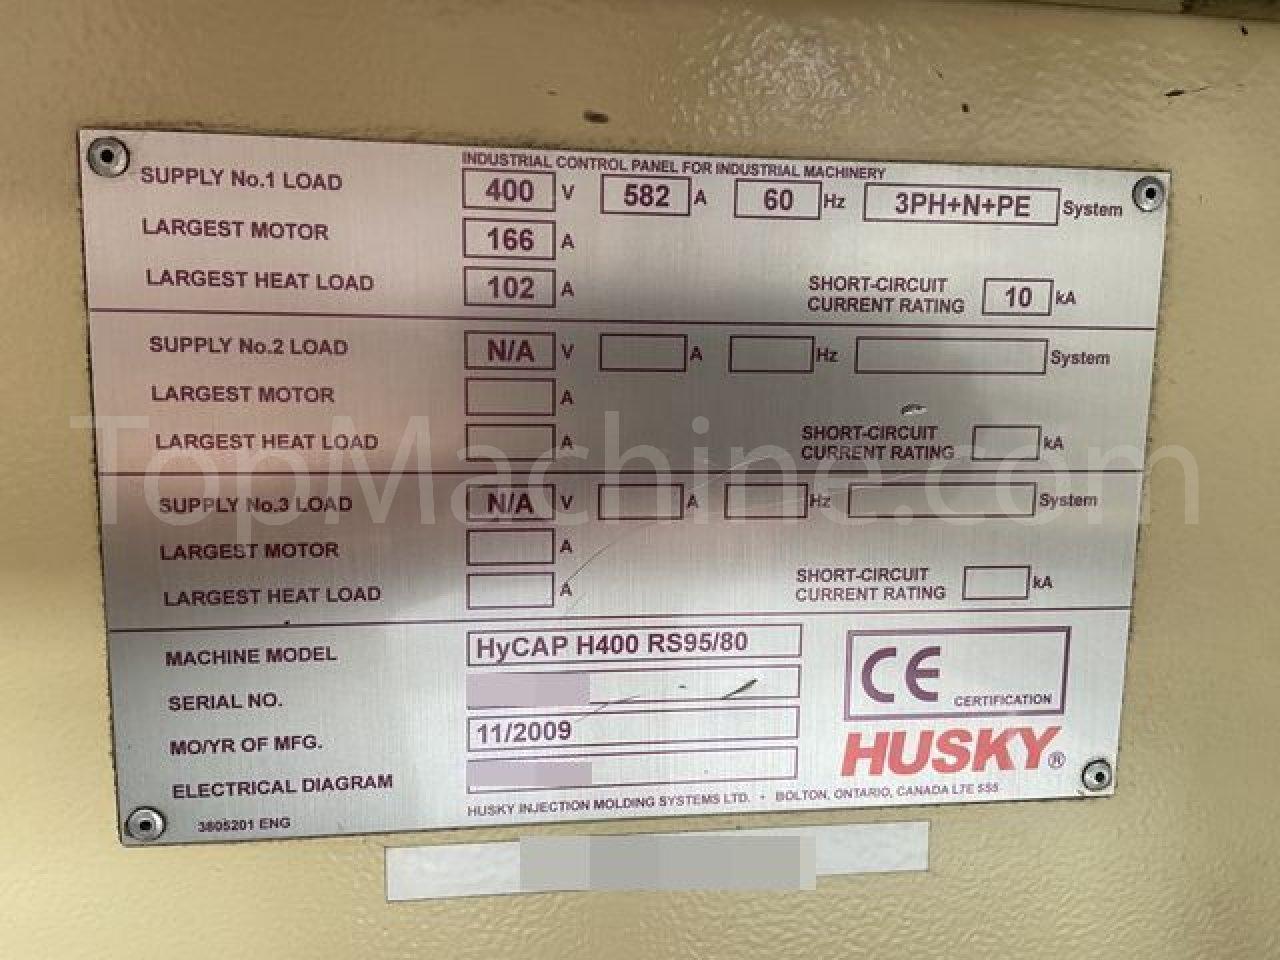 INDUSTRIAL CONTROL PANEL FOR INDUSTRIAL MACHINERY
SUPPLY No.1 LOAD 400 V 582 A 60 Hz 3PH+N+PE System
LARGEST MOTOR 166 A
LARGEST HEAT LOAD 102 A SHORT-CIRCUIT
CURRENT RATING 10 kA
SUPPLY No.2 LOAD N/A V A Hz System
LARGEST MOTOR A
LARGEST HEAT LOAD A SHORT-CIRCUIT
CURRENT RATING kA
TopMachine.com
SUPPLY No.3 LOAD N/A V A Hz System
LARGEST MOTOR A
LARGEST HEAT LOAD A SHORT-CIRCUIT
CURRENT RATING kA
MACHINE MODEL HyCAP H400 RS95/80
SERIAL NO.
CE CERTIFICATION
MO/YR OF MFG. 11/2009
HUSKY®
ELECTRICAL DIAGRAM
HUSKY INJECTION MOLDING SYSTEMS LTD. • BOLTON, ONTARIO, CANADA L7E 5S5
3805201 ENG